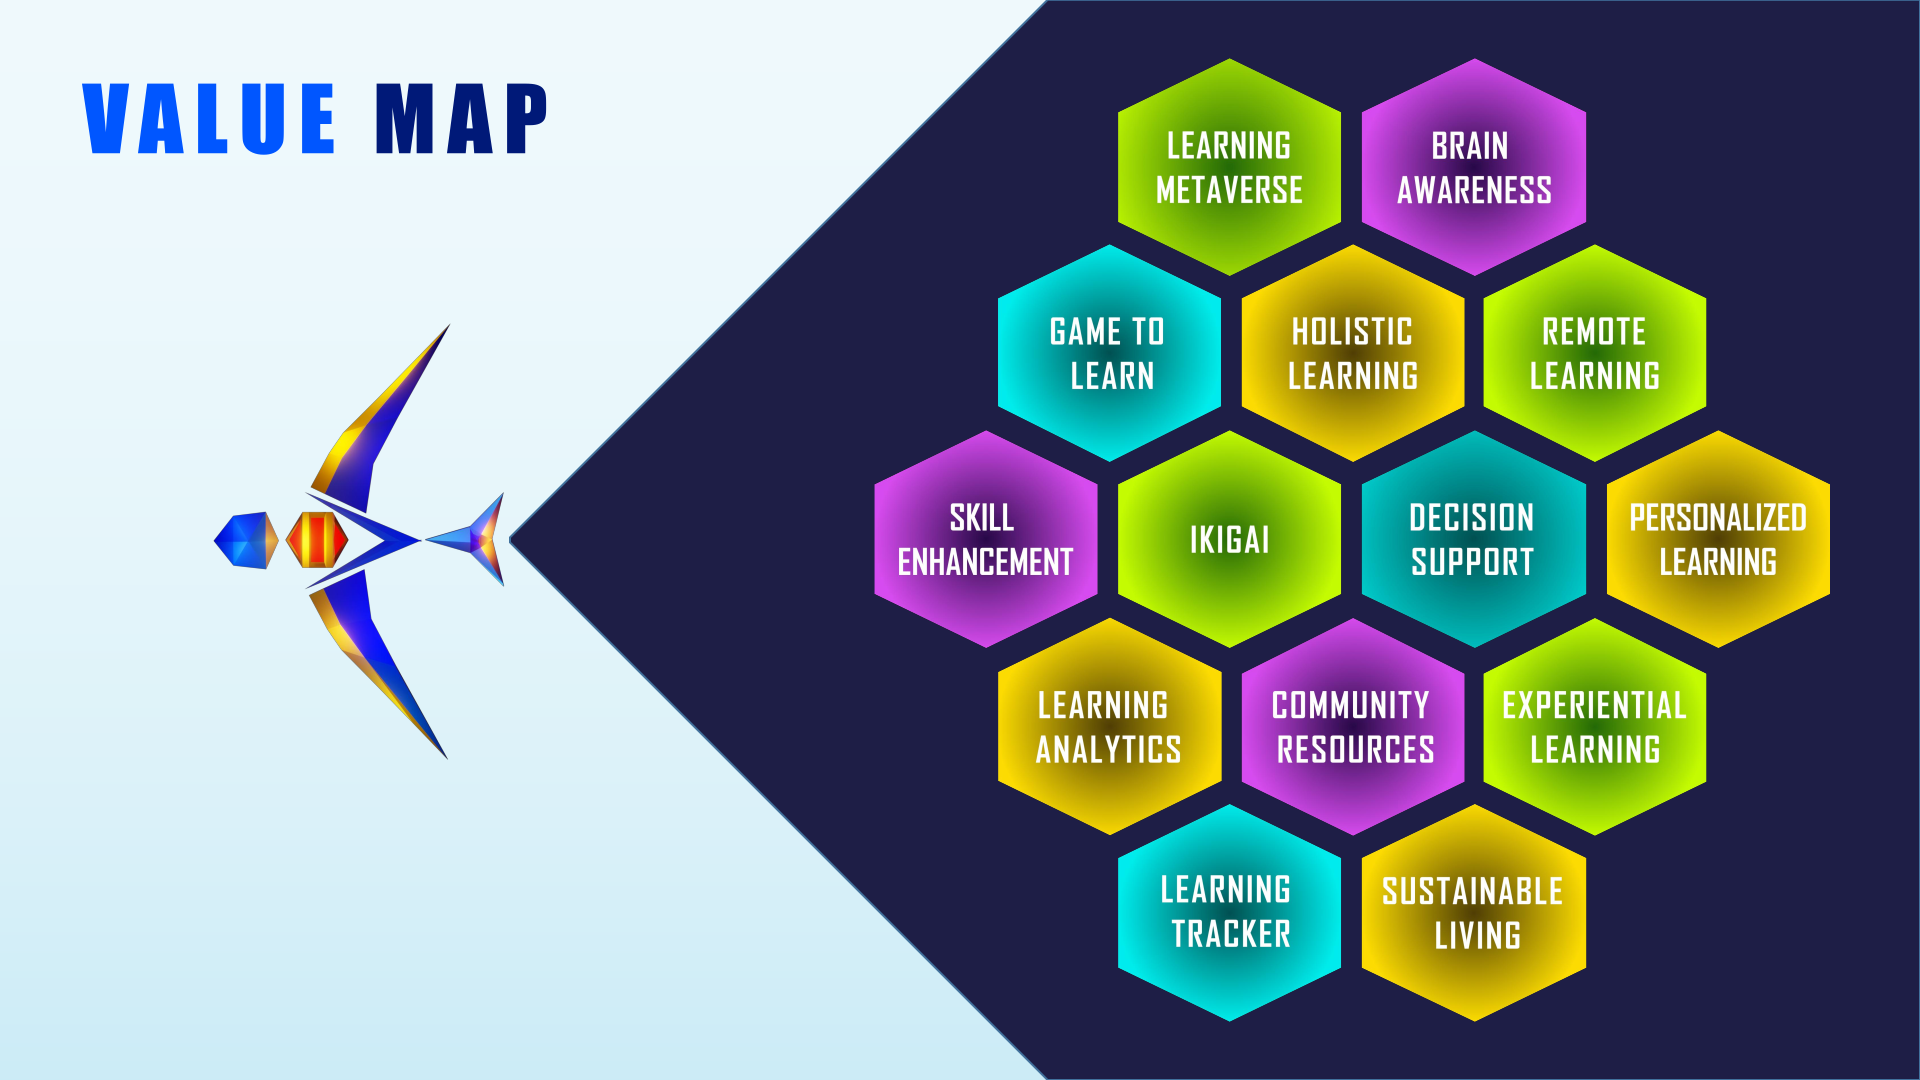 VALUE MAP
LEARNING
METAVERSE
BRAIN
AWARENESS
GAME TO
LEARN
HOLISTIC
LEARNING
REMOTE
LEARNING
SKILL
ENHANCEMENT
IKIGAI
DECISION
SUPPORT
PERSONALIZED
LEARNING
LEARNING
ANALYTICS
COMMUNITY
RESOURCES
EXPERIENTIAL
LEARNING
LEARNING
TRACKER
SUSTAINABLE
LIVING